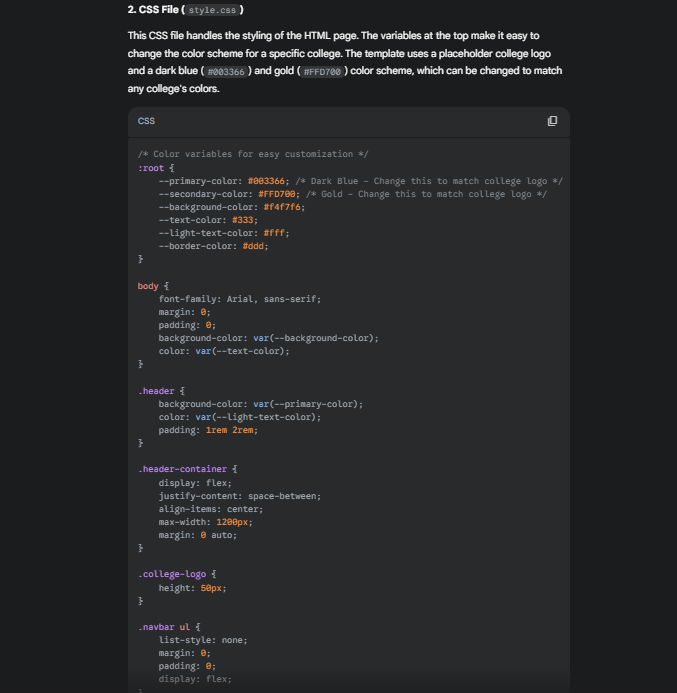 2. CSS File ( style.css )
This CSS file handles the styling of the HTML page. The variables at the top make it easy to
change the color scheme for a specific college. The template uses a placeholder college logo
and a dark blue ( #003366 ) and gold ( #FFD700 ) color scheme, which can be changed to match
any college's colors.
CSS
/* Color variables for easy customization */
:root {
    --primary-color: #003366; /* Dark Blue - Change this to match college logo */
    --secondary-color: #FFD700; /* Gold - Change this to match college logo */
    --background-color: #f4f7f6;
    --text-color: #333;
    --light-text-color: #fff;
    --border-color: #ddd;
}
body {
    font-family: Arial, sans-serif;
    margin: 0;
    padding: 0;
    background-color: var(--background-color);
    color: var(--text-color);
}
.header {
    background-color: var(--primary-color);
    color: var(--light-text-color);
    padding: 1rem 2rem;
}
.header-container {
    display: flex;
    justify-content: space-between;
    align-items: center;
    max-width: 1200px;
    margin: 0 auto;
}
.college-logo {
    height: 50px;
}
.navbar ul {
    list-style: none;
    margin: 0;
    padding: 0;
    display: flex;
}